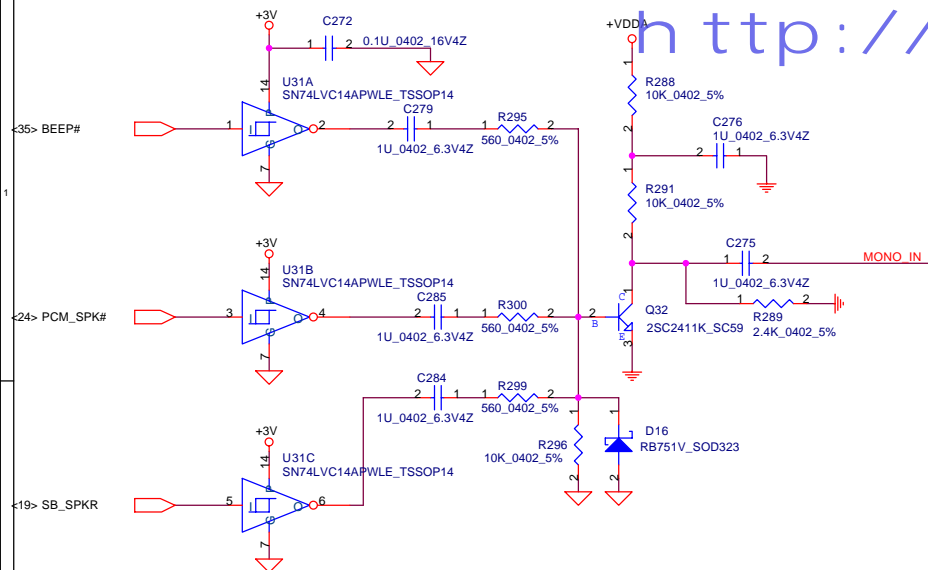 +3V
C272
1 2
0.1U_0402_16V4Z
+VDDA
http://
14
U31A
SN74LVC14APWLE_TSSOP14
R288
10K_0402_5%
1
2
<35> BEEP#
1
I
O
P
G
2
7
C279
2 1
1U_0402_6.3V4Z
R295
1 2
560_0402_5%
C276
1U_0402_6.3V4Z
2 1
1
R291
10K_0402_5%
1
2
+3V
14
U31B
SN74LVC14APWLE_TSSOP14
C275
1 2
1U_0402_6.3V4Z
MONO_IN
<24> PCM_SPK#
3
I
O
P
G
4
7
C285
2 1
1U_0402_6.3V4Z
R300
1 2
560_0402_5%
2
B
C
E
1
3
Q32
2SC2411K_SC59
1 2
R289
2.4K_0402_5%
C284
2 1
1U_0402_6.3V4Z
R299
1 2
560_0402_5%
+3V
14
U31C
SN74LVC14APWLE_TSSOP14
R296
10K_0402_5%
1
2
D16
RB751V_SOD323
1
2
<19> SB_SPKR
5
I
O
P
G
6
7